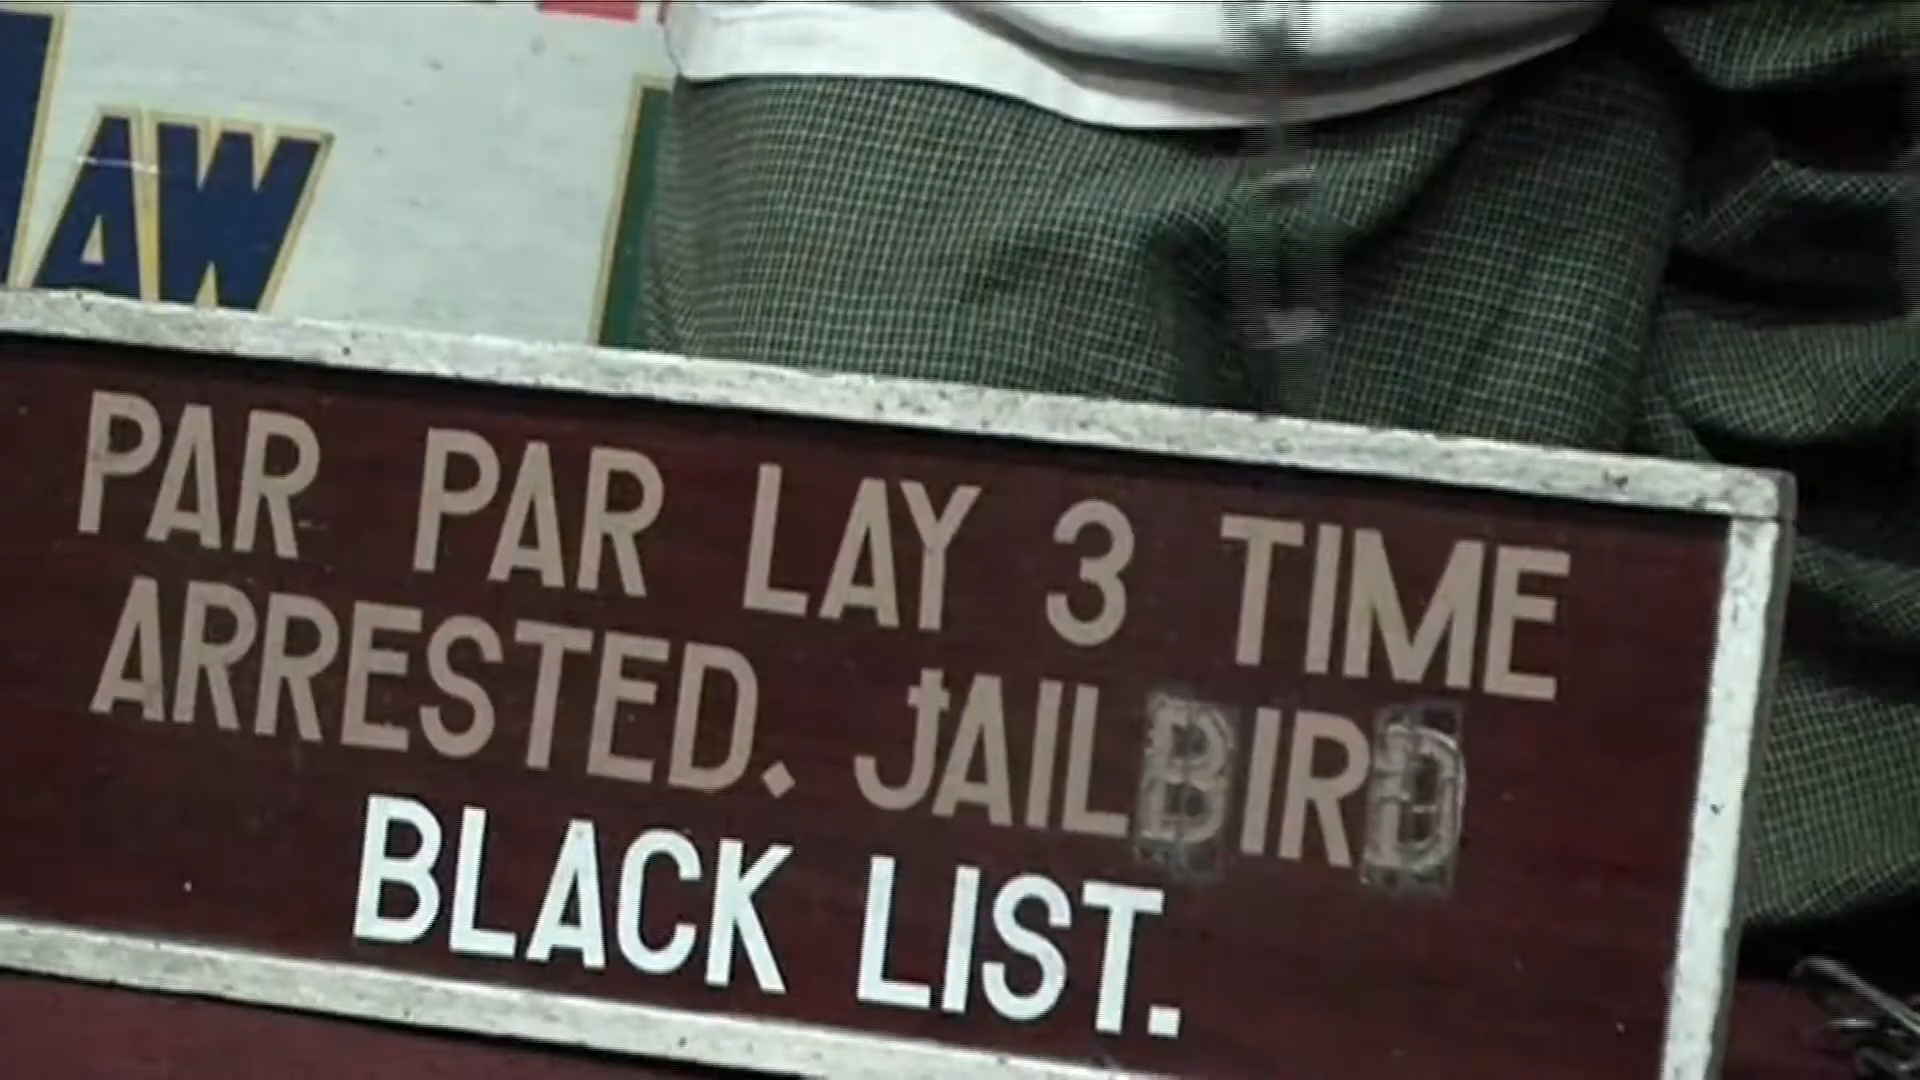 AW
PAR PAR LAY 3 TIME
ARRESTED. JAILBIRD
BLACK LIST.